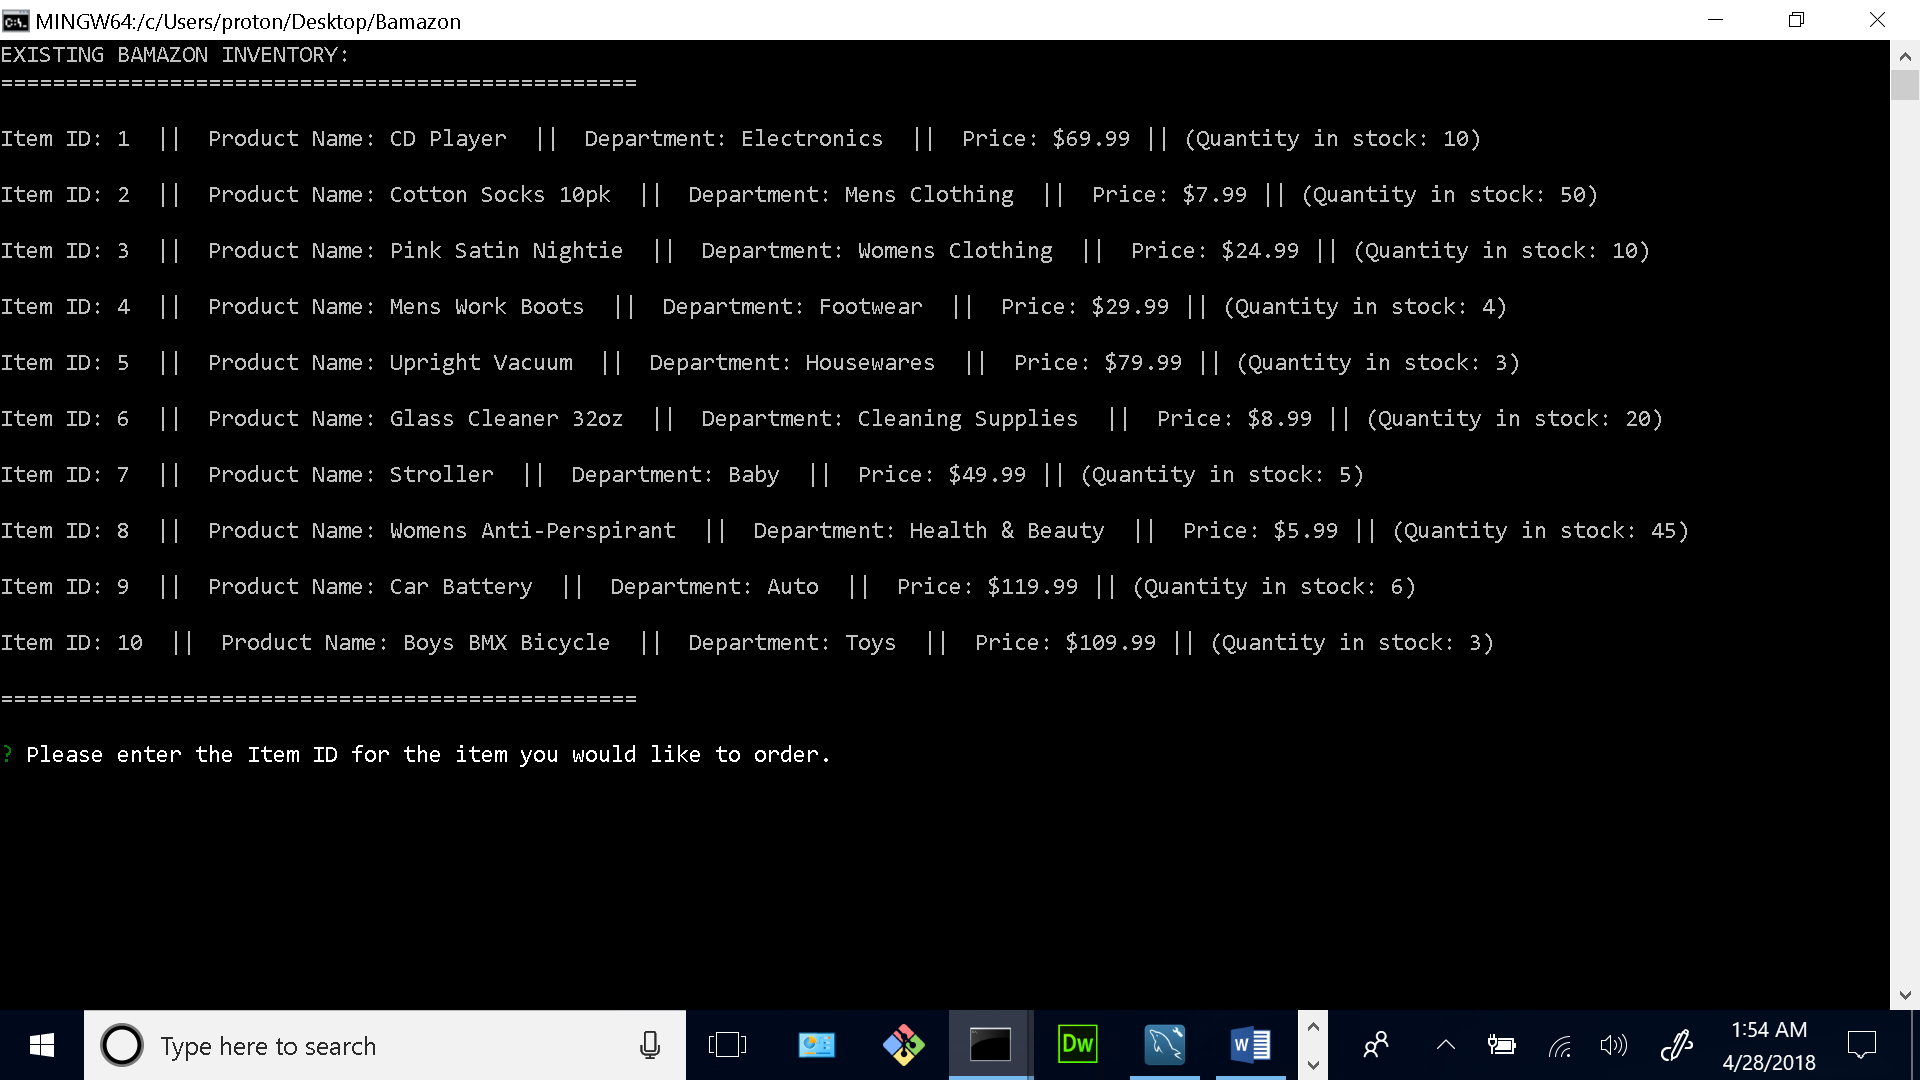 MINGW64:/c/Users/proton/Desktop/Bamazon
EXISTING BAMAZON INVENTORY:
=================================================
Item ID: 1  ||  Product Name: CD Player  ||  Department: Electronics  ||  Price: $69.99 || (Quantity in stock: 10)
Item ID: 2  ||  Product Name: Cotton Socks 10pk  ||  Department: Mens Clothing  ||  Price: $7.99 || (Quantity in stock: 50)
Item ID: 3  ||  Product Name: Pink Satin Nightie  ||  Department: Womens Clothing  ||  Price: $24.99 || (Quantity in stock: 10)
Item ID: 4  ||  Product Name: Mens Work Boots  ||  Department: Footwear  ||  Price: $29.99 || (Quantity in stock: 4)
Item ID: 5  ||  Product Name: Upright Vacuum  ||  Department: Housewares  ||  Price: $79.99 || (Quantity in stock: 3)
Item ID: 6  ||  Product Name: Glass Cleaner 32oz  ||  Department: Cleaning Supplies  ||  Price: $8.99 || (Quantity in stock: 20)
Item ID: 7  ||  Product Name: Stroller  ||  Department: Baby  ||  Price: $49.99 || (Quantity in stock: 5)
Item ID: 8  ||  Product Name: Womens Anti-Perspirant  ||  Department: Health & Beauty  ||  Price: $5.99 || (Quantity in stock: 45)
Item ID: 9  ||  Product Name: Car Battery  ||  Department: Auto  ||  Price: $119.99 || (Quantity in stock: 6)
Item ID: 10  ||  Product Name: Boys BMX Bicycle  ||  Department: Toys  ||  Price: $109.99 || (Quantity in stock: 3)
=================================================
? Please enter the Item ID for the item you would like to order.
Type here to search
Dw
W
1:54 AM
4/28/2018